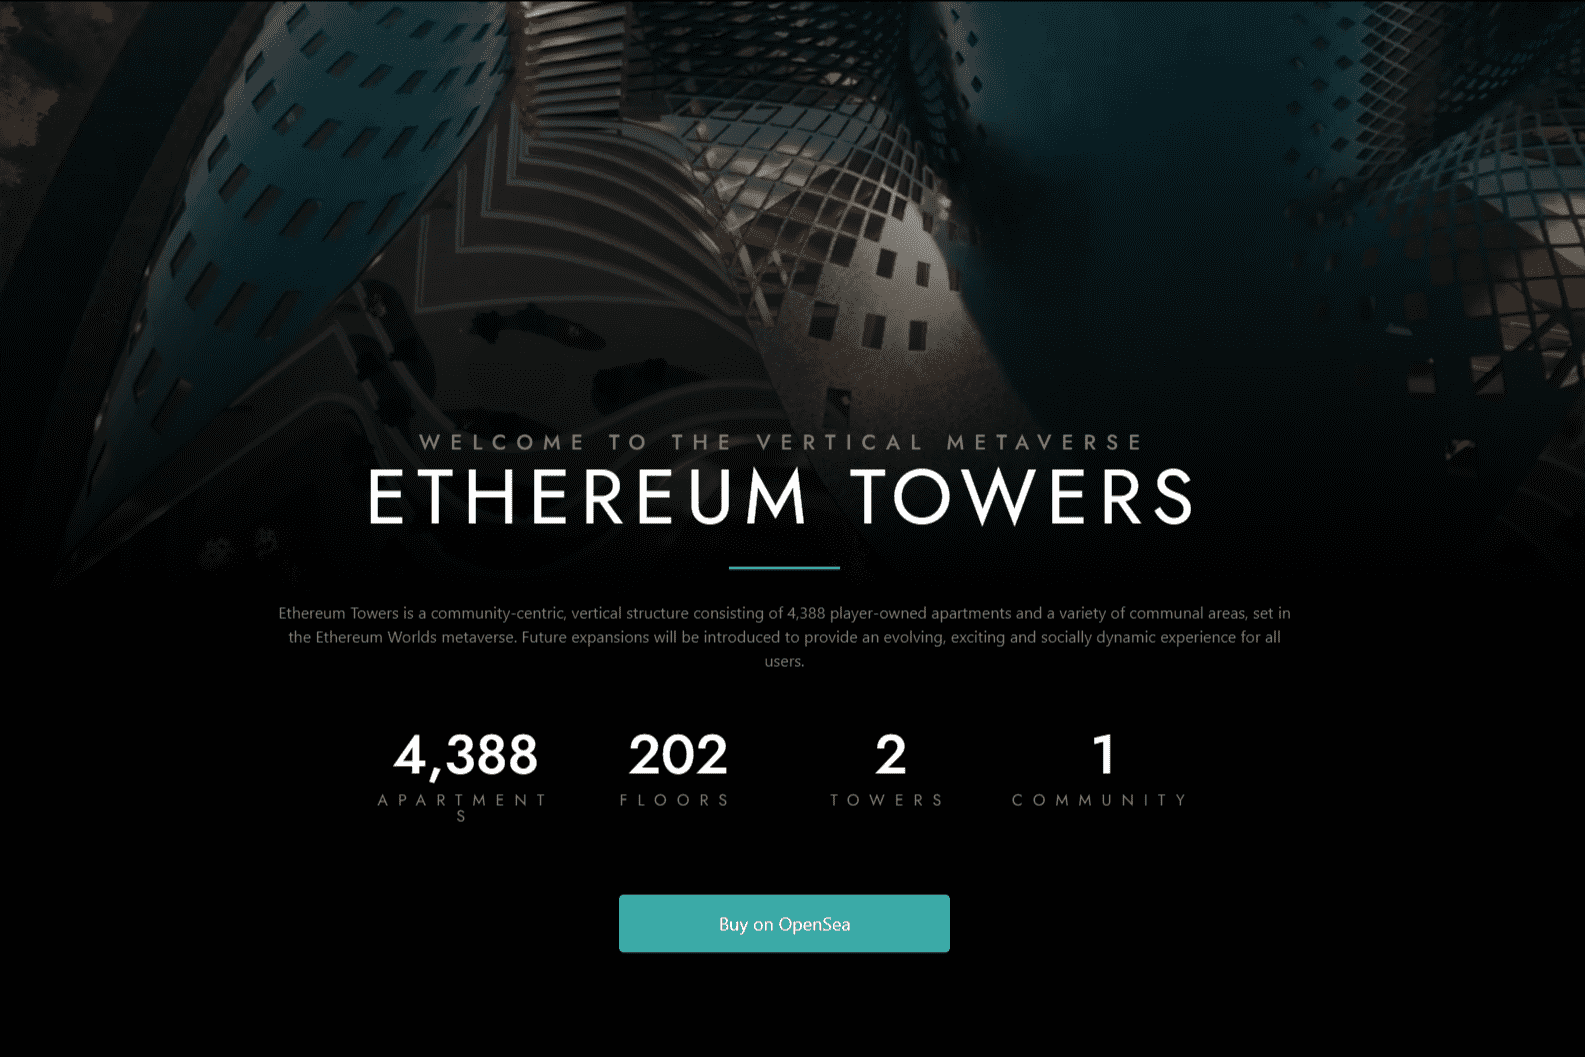 WELCOME TO THE VERTICAL METAVERSE
ETHEREUM TOWERS
Ethereum Towers is a community-centric, vertical structure consisting of 4,388 player-owned apartments and a variety of communal areas, set in
the Ethereum Worlds metaverse. Future expansions will be introduced to provide an evolving, exciting and socially dynamic experience for all
users.
4,388
APARTMENT
S
202
FLOORS
2
TOWERS
1
COMMUNITY
Buy on OpenSea